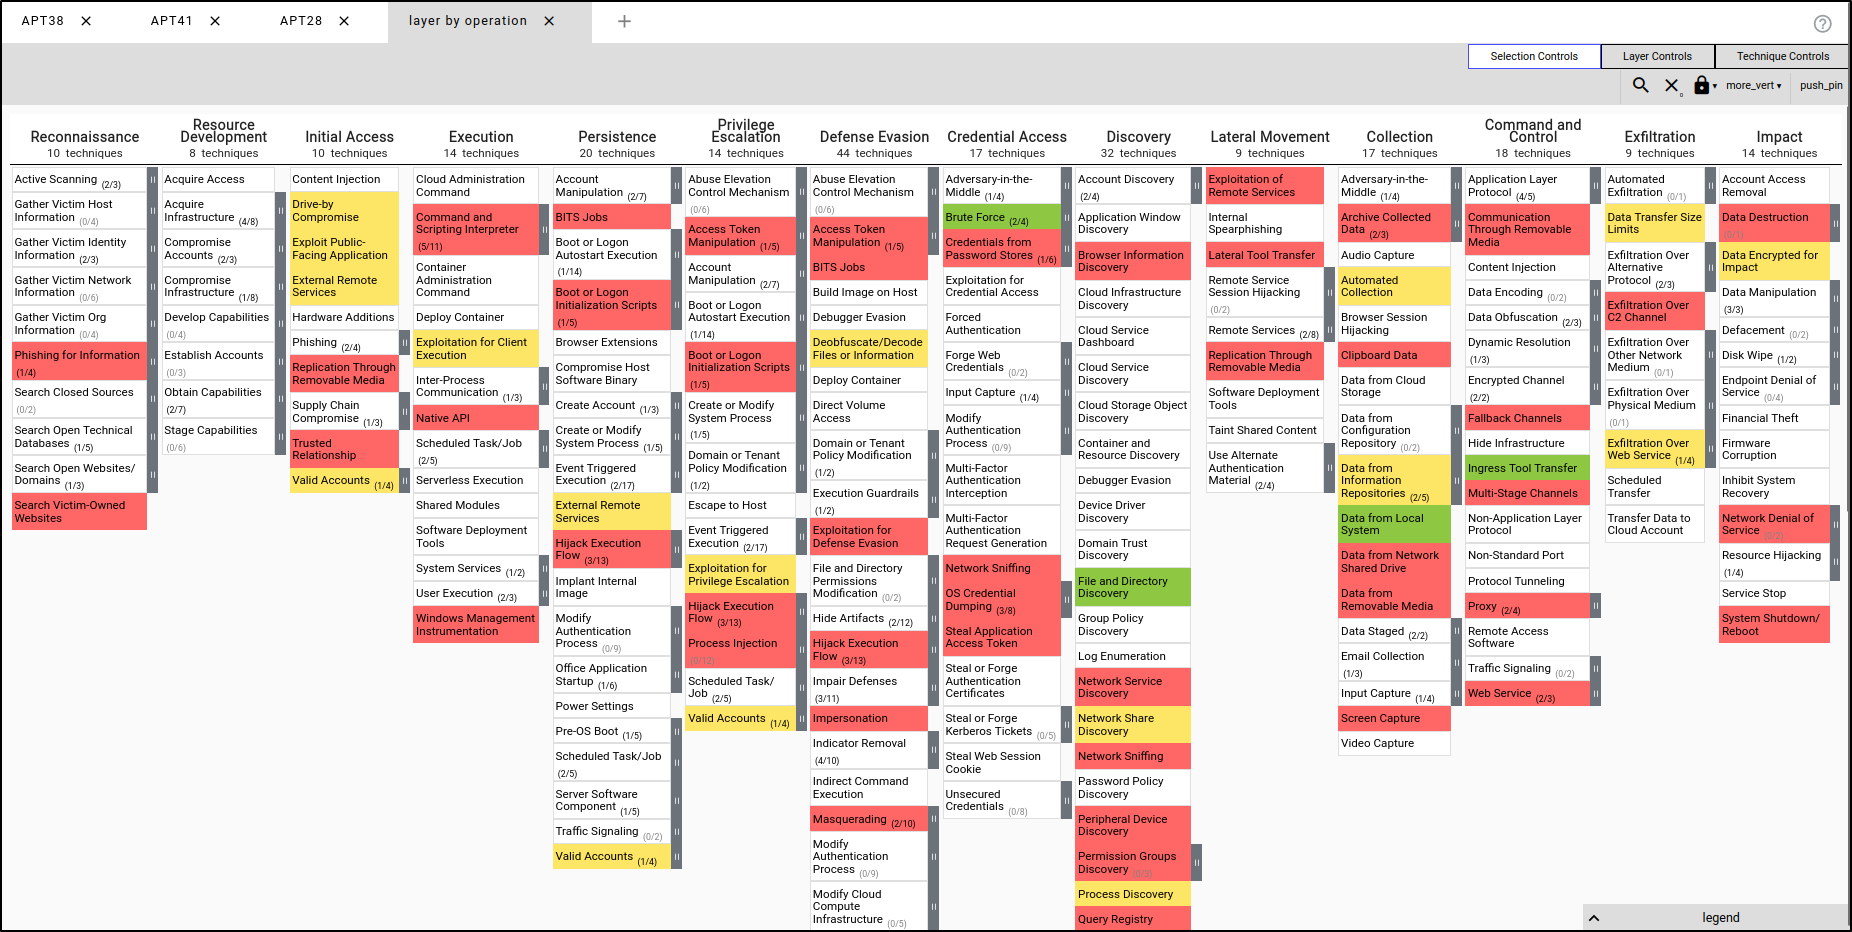 APT38
APT41
APT28
layer by operation
Selection Controls
Layer Controls
Technique Controls
more_vert
push_pin
Reconnaissance
10 techniques
Active Scanning (2/3)
Gather Victim Host
Information (0/4)
Gather Victim Identity
Information (2/3)
Gather Victim Network
Information (0/6)
Gather Victim Org
Information (0/4)
Phishing for Information
(1/4)
Search Closed Sources
(0/2)
Search Open Technical
Databases (1/5)
Search Open Websites/
Domains (1/3)
Search Victim-Owned
Websites
Resource
Development
8 techniques
Acquire Access
Acquire
Infrastructure (4/8)
Compromise
Accounts (2/3)
Compromise
Infrastructure (1/8)
Develop Capabilities
(0/4)
Establish Accounts
(0/3)
Obtain Capabilities
(2/7)
Stage Capabilities
(0/6)
Initial Access
10 techniques
Content Injection
Drive-by
Compromise
Exploit Public-
Facing Application
External Remote
Services
Hardware Additions
Phishing (2/4)
Replication Through
Removable Media
Supply Chain
Compromise (1/3)
Trusted
Relationship
Valid Accounts (1/4)
Execution
14 techniques
Cloud Administration
Command
Command and
Scripting Interpreter
(5/11)
Container
Administration
Command
Deploy Container
Exploitation for Client
Execution
Inter-Process
Communication (1/3)
Native API
Scheduled Task/Job
(2/5)
Serverless Execution
Shared Modules
Software Deployment
Tools
System Services (1/2)
User Execution (2/3)
Windows Management
Instrumentation
Persistence
20 techniques
Account
Manipulation (2/7)
BITS Jobs
Boot or Logon
Autostart Execution
(1/14)
Boot or Logon
Initialization Scripts
(1/5)
Browser Extensions
Compromise Host
Software Binary
Create Account (1/3)
Create or Modify
System Process (1/5)
Event Triggered
Execution (2/17)
External Remote
Services
Hijack Execution
Flow (3/13)
Implant Internal
Image
Modify
Authentication
Process (0/9)
Office Application
Startup (1/6)
Power Settings
Pre-OS Boot (1/5)
Scheduled Task/Job
(2/5)
Server Software
Component (1/5)
Traffic Signaling (0/2)
Valid Accounts (1/4)
Privilege
Escalation
14 techniques
Abuse Elevation
Control Mechanism
(0/6)
Access Token
Manipulation (1/5)
Account
Manipulation (2/7)
Boot or Logon
Autostart Execution
(1/14)
Boot or Logon
Initialization Scripts
(1/5)
Create or Modify
System Process
(1/5)
Domain or Tenant
Policy Modification
(1/2)
Escape to Host
Event Triggered
Execution (2/17)
Exploitation for
Privilege Escalation
Hijack Execution
Flow (3/13)
Process Injection
(0/12)
Scheduled Task/
Job (2/5)
Valid Accounts (1/4)
Defense Evasion
44 techniques
Abuse Elevation
Control Mechanism
(0/6)
Access Token
Manipulation (1/5)
BITS Jobs
Build Image on Host
Debugger Evasion
Deobfuscate/Decode
Files or Information
Deploy Container
Direct Volume
Access
Domain or Tenant
Policy Modification
(1/2)
Execution Guardrails
(1/2)
Exploitation for
Defense Evasion
File and Directory
Permissions
Modification (0/2)
Hide Artifacts (2/12)
Hijack Execution
Flow (3/13)
Impair Defenses
(3/11)
Impersonation
Indicator Removal
(4/10)
Indirect Command
Execution
Masquerading (2/10)
Modify
Authentication
Process (0/9)
Modify Cloud
Compute
Infrastructure (0/5)
Credential Access
17 techniques
Adversary-in-the-
Middle (1/4)
Brute Force (2/4)
Credentials from
Password Stores (1/6)
Exploitation for
Credential Access
Forced
Authentication
Forge Web
Credentials (0/2)
Input Capture (1/4)
Modify
Authentication
Process (0/9)
Multi-Factor
Authentication
Interception
Multi-Factor
Authentication
Request Generation
Network Sniffing
OS Credential
Dumping (3/8)
Steal Application
Access Token
Steal or Forge
Authentication
Certificates
Steal or Forge
Kerberos Tickets (0/5)
Steal Web Session
Cookie
Unsecured
Credentials (0/8)
Discovery
32 techniques
Account Discovery
(2/4)
Application Window
Discovery
Browser Information
Discovery
Cloud Infrastructure
Discovery
Cloud Service
Dashboard
Cloud Service
Discovery
Cloud Storage Object
Discovery
Container and
Resource Discovery
Debugger Evasion
Device Driver
Discovery
Domain Trust
Discovery
File and Directory
Discovery
Group Policy
Discovery
Log Enumeration
Network Service
Discovery
Network Share
Discovery
Network Sniffing
Password Policy
Discovery
Peripheral Device
Discovery
Permission Groups
Discovery (0/3)
Process Discovery
Query Registry
Lateral Movement
9 techniques
Exploitation of
Remote Services
Internal
Spearphishing
Lateral Tool Transfer
Remote Service
Session Hijacking
(0/2)
Remote Services (2/8)
Replication Through
Removable Media
Software Deployment
Tools
Taint Shared Content
Use Alternate
Authentication
Material (2/4)
Collection
17 techniques
Adversary-in-the-
Middle (1/4)
Archive Collected
Data (2/3)
Audio Capture
Automated
Collection
Browser Session
Hijacking
Clipboard Data
Data from Cloud
Storage
Data from
Configuration
Repository (0/2)
Data from
Information
Repositories (2/5)
Data from Local
System
Data from Network
Shared Drive
Data from
Removable Media
Data Staged (2/2)
Email Collection
(1/3)
Input Capture (1/4)
Screen Capture
Video Capture
Command and
Control
18 techniques
Application Layer
Protocol (4/5)
Communication
Through Removable
Media
Content Injection
Data Encoding (0/2)
Data Obfuscation (2/3)
Dynamic Resolution
(1/3)
Encrypted Channel
(2/2)
Fallback Channels
Hide Infrastructure
Ingress Tool Transfer
Multi-Stage Channels
Non-Application Layer
Protocol
Non-Standard Port
Protocol Tunneling
Proxy (2/4)
Remote Access
Software
Traffic Signaling (0/2)
Web Service (2/3)
Exfiltration
9 techniques
Automated
Exfiltration (0/1)
Data Transfer Size
Limits
Exfiltration Over
Alternative
Protocol (2/3)
Exfiltration Over
C2 Channel
Exfiltration Over
Other Network
Medium (0/1)
Exfiltration Over
Physical Medium
(0/1)
Exfiltration Over
Web Service (1/4)
Scheduled
Transfer
Transfer Data to
Cloud Account
Impact
14 techniques
Account Access
Removal
Data Destruction
(0/1)
Data Encrypted for
Impact
Data Manipulation
(3/3)
Defacement (0/2)
Disk Wipe (1/2)
Endpoint Denial of
Service (0/4)
Financial Theft
Firmware
Corruption
Inhibit System
Recovery
Network Denial of
Service (0/2)
Resource Hijacking
(1/4)
Service Stop
System Shutdown/
Reboot
legend